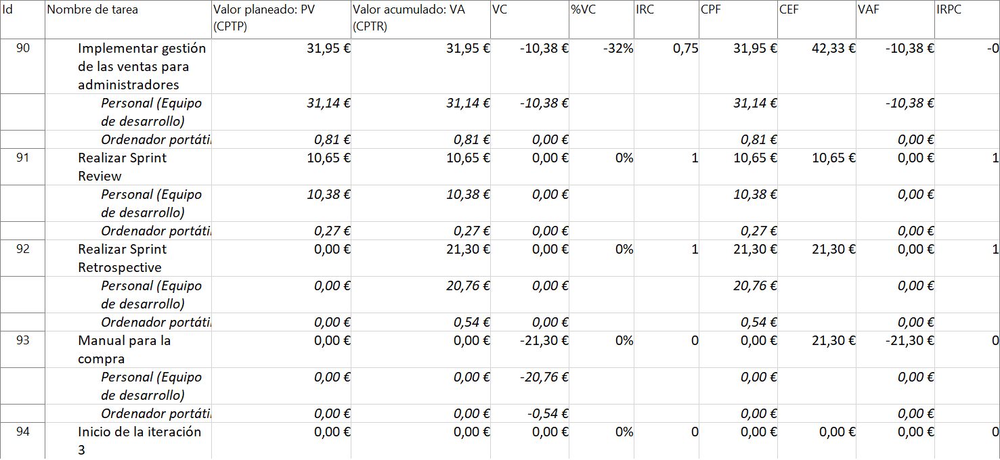 Id Nombre de tarea Valor planeado: PV Valor acumulado: VA VC %VC IRC CPF CEF VAF IRPC
(CPTP) (CPTR)
90 Implementar gestión 31,95 € 31,95 € -10,38 € -32% 0,75 31,95 € 42,33 € -10,38 € -0
de las ventas para
administradores
Personal (Equipo 31,14 € 31,14 € -10,38 € 31,14 € -10,38 €
de desarrollo)
Ordenador portáti 0,81 € 0,81 € 0,00 € 0,81 € 0,00 €
91 Realizar Sprint 10,65 € 10,65 € 0,00 € 0% 1 10,65 € 10,65 € 0,00 € 1
Review
Personal (Equipo 10,38 € 10,38 € 0,00 € 10,38 € 0,00 €
de desarrollo)
Ordenador portáti 0,27 € 0,27 € 0,00 € 0,27 € 0,00 €
92 Realizar Sprint 0,00 € 21,30 € 0,00 € 0% 1 21,30 € 21,30 € 0,00 € 1
Retrospective
Personal (Equipo 0,00 € 20,76 € 0,00 € 20,76 € 0,00 €
de desarrollo)
Ordenador portáti 0,00 € 0,54 € 0,00 € 0,54 € 0,00 €
93 Manual para la 0,00 € 0,00 € -21,30 € 0% 0 0,00 € 21,30 € -21,30 € 0
compra
Personal (Equipo 0,00 € 0,00 € -20,76 € 0,00 € 0,00 €
de desarrollo)
Ordenador portáti 0,00 € 0,00 € -0,54 € 0,00 € 0,00 €
94 Inicio de la iteración 0,00 € 0,00 € 0,00 € 0% 0 0,00 € 0,00 € 0,00 € 0
3